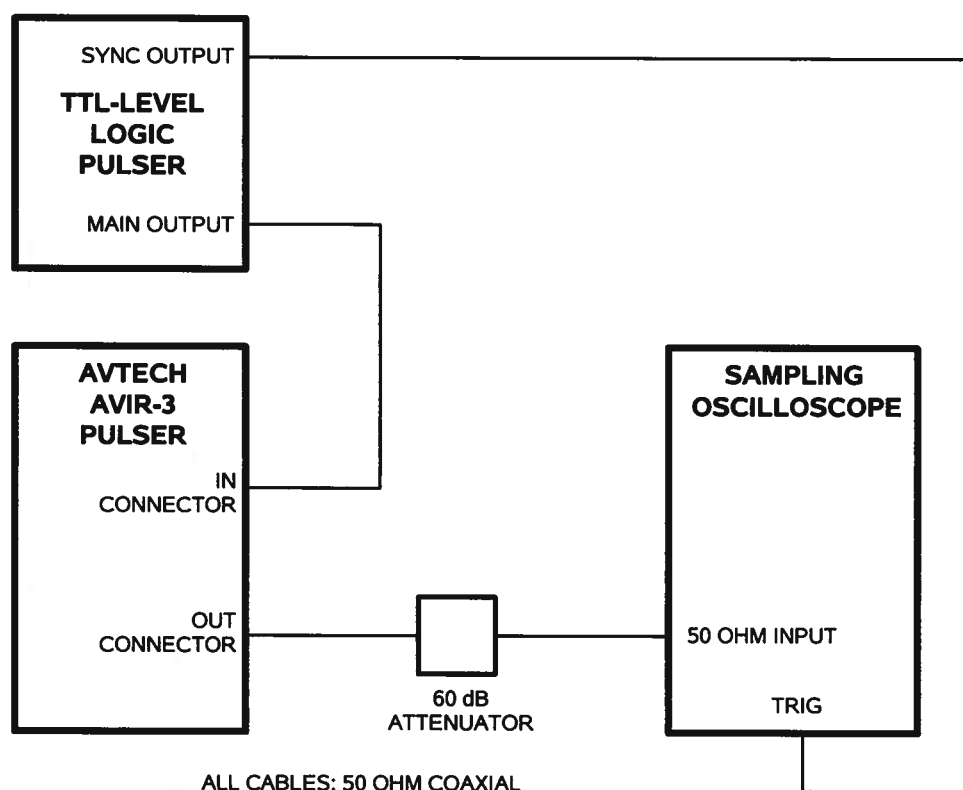 SYNC OUTPUT
TTL-LEVEL
LOGIC
PULSER
MAIN OUTPUT
AVTECH
AVIR-3
PULSER
IN
CONNECTOR
OUT
CONNECTOR
60 dB
ATTENUATOR
SAMPLING
OSCILLOSCOPE
50 OHM INPUT
TRIG
ALL CABLES: 50 OHM COAXIAL